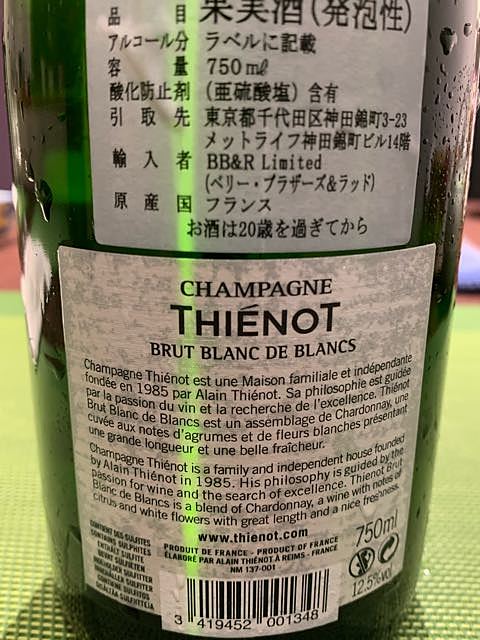 品目 果実酒(発泡性)
アルコール分 ラベルに記載
容量 750㎖
酸化防止剤 (亜硫酸塩)含有
引取先 東京都千代田区神田錦町3-23
メットライフ神田錦町ビル14階
輸入者 BB&R Limited
(ベリー・ブラザーズ&ラッド)
原産国 フランス
お酒は20歳を過ぎてから
CHAMPAGNE
THIÉNOT
BRUT BLANC DE BLANCS
Champagne Thiénot est une Maison familiale et indépendante
fondée en 1985 par Alain Thiénot. Sa philosophie est guidée
par la passion du vin et la recherche de l'excellence. Thiénot
Brut Blanc de Blancs est un assemblage de Chardonnay, une
cuvée aux notes d'agrumes et de fleurs blanches présentant
une grande longueur et une belle fraîcheur.
Champagne Thiénot is a family and independent house founded
by Alain Thiénot in 1985. His philosophy is guided by the
passion for wine and the search of excellence. Thienot Brut
Blanc de Blancs is a blend of Chardonnay, a wine with notes of
citrus and white flowers with great length and a nice freshness.
www.thienot.com
PRODUIT DE FRANCE - PRODUCT OF FRANCE
ÉLABORÉ PAR ALAIN THIÉNOT À REIMS - FRANCE
NM 137-001
CONTIENT DES SULFITES
CONTAINS SULPHITES
750ml
12.5%vol
3 419452 001348